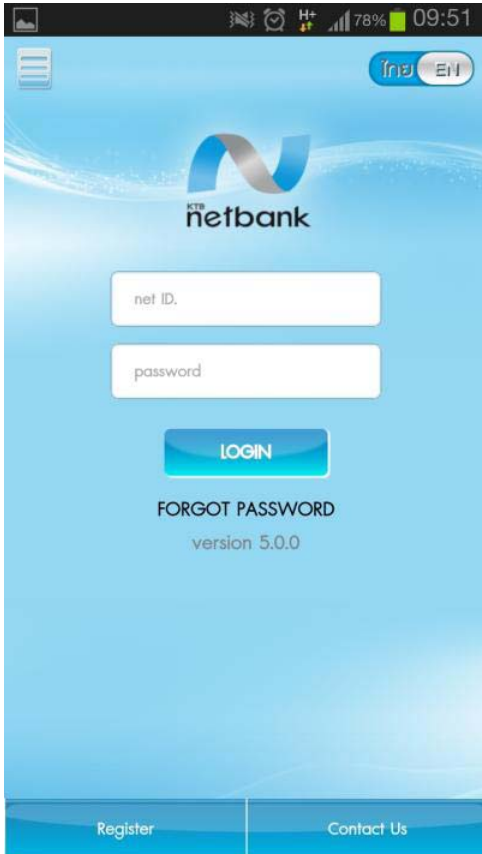 H+ 78% 09:51
ไทย EN
KTB
netbank
net ID.
password
LOGIN
FORGOT PASSWORD
version 5.0.0
Register Contact Us